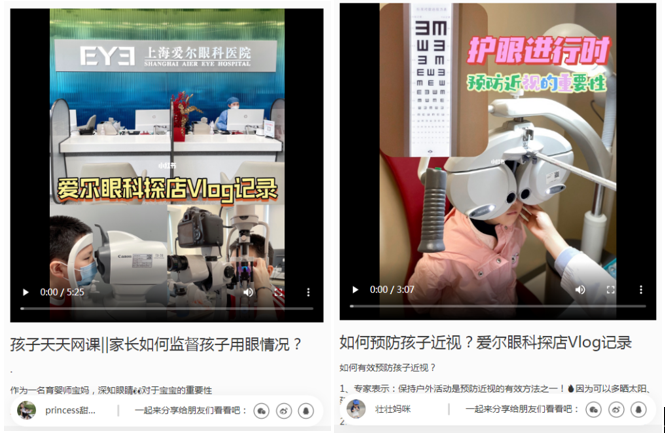 EYE 上海爱尔眼科医院
SHANGHAI AIER EYE HOSPITAL
小红书
爱尔眼科探店Vlog记录
Canon
0:00 / 5:25
孩子天天网课||家长如何监督孩子用眼情况？
.
作为一名育婴师宝妈，深知眼睛👀对于宝宝的重要性
princess甜...
一起来分享给朋友们看看吧：
护眼进行时
预防近视的重要性
小红书
0:00 / 3:07
如何预防孩子近视？爱尔眼科探店Vlog记录
如何有效预防孩子近视？
1、专家表示：保持户外活动是预防近视的有效方法之一！因为可以多晒太阳、
壮壮妈咪
一起来分享给朋友们看看吧：
2